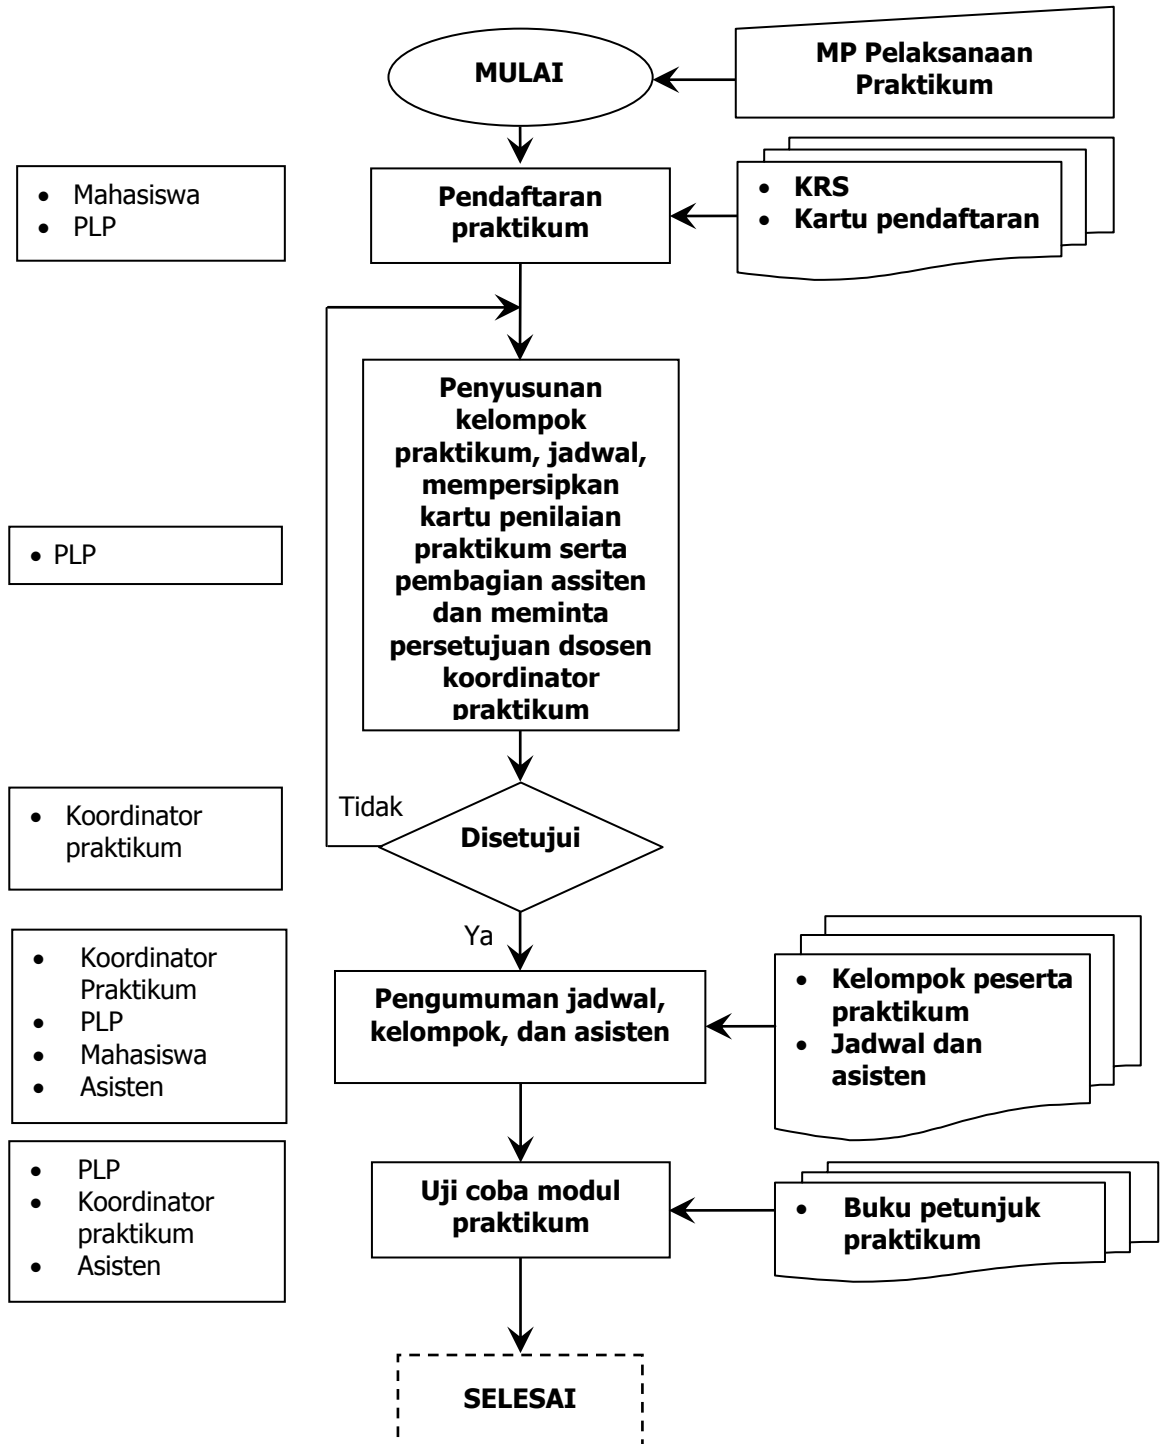 MULAI
MP Pelaksanaan
Praktikum
• Mahasiswa
• PLP
Pendaftaran
praktikum
• KRS
• Kartu pendaftaran
Penyusunan
kelompok
praktikum, jadwal,
mempersipkan
kartu penilaian
praktikum serta
pembagian assiten
dan meminta
persetujuan dsosen
koordinator
praktikum
• PLP
• Koordinator
praktikum
Tidak
Disetujui
Ya
• Koordinator
Praktikum
• PLP
• Mahasiswa
• Asisten
Pengumuman jadwal,
kelompok, dan asisten
• Kelompok peserta
praktikum
• Jadwal dan
asisten
• PLP
• Koordinator
praktikum
• Asisten
Uji coba modul
praktikum
• Buku petunjuk
praktikum
SELESAI